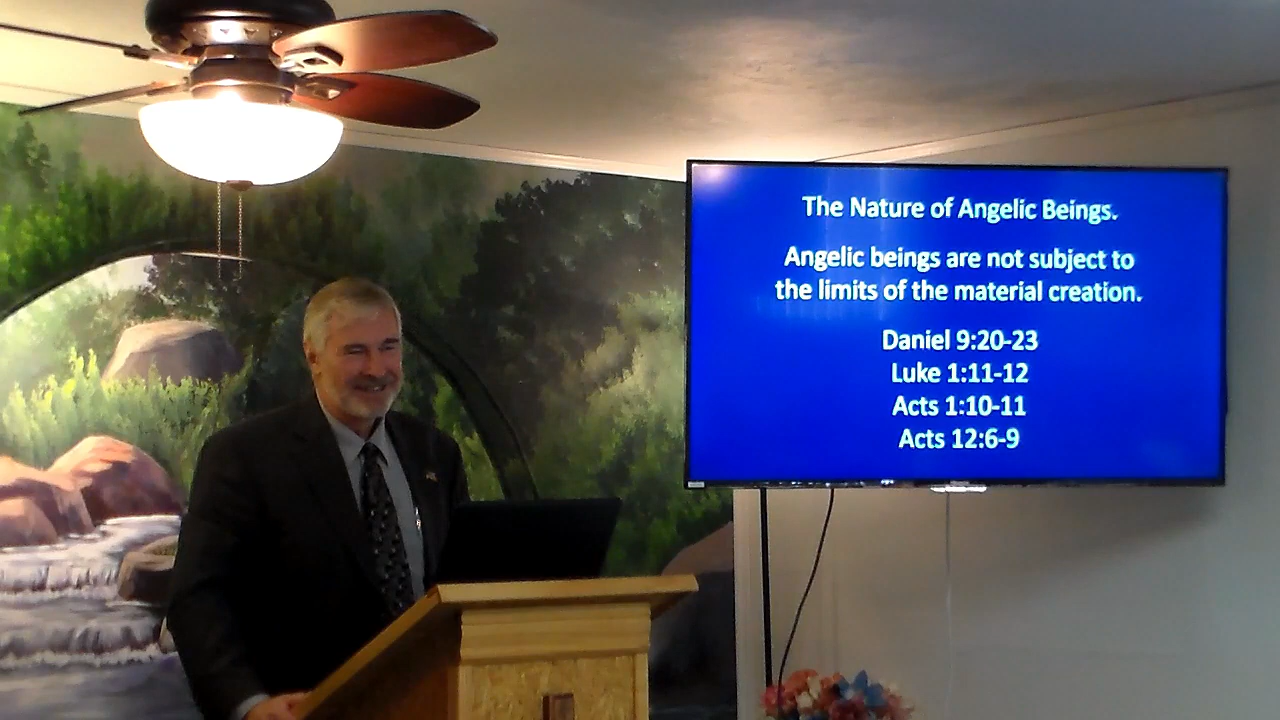 The Nature of Angelic Beings.
Angelic beings are not subject to
the limits of the material creation.
Daniel 9:20-23
Luke 1:11-12
Acts 1:10-11
Acts 12:6-9